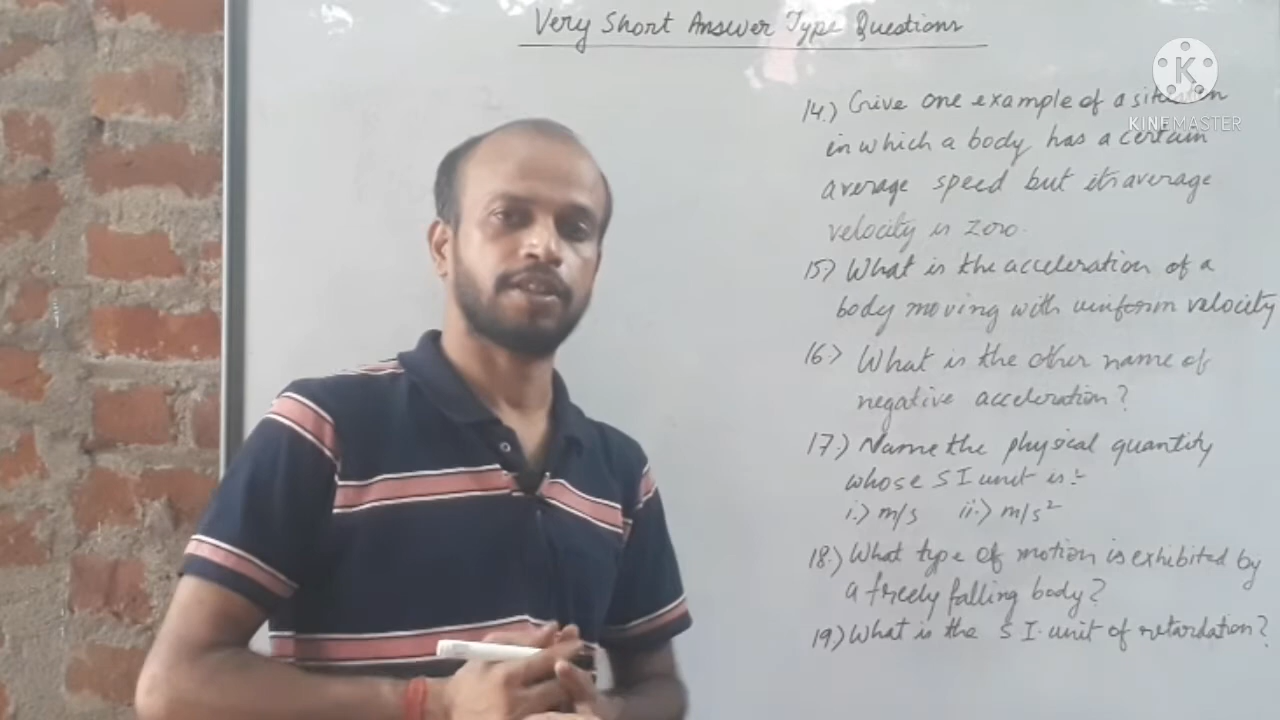 Very Short Answer Type Questions
14.) Give one example of a situation
in which a body has a certain
average speed but its average
velocity is zero.
15) What is the acceleration of a
body moving with uniform velocity
16.) What is the other name of
negative acceleration?
17.) Name the physical quantity
whose S I unit is:-
i.) m/s ii.) m/s²
18.) What type of motion is exhibited by
a freely falling body?
19) What is the S I. unit of retardation?
K
KINEMASTER